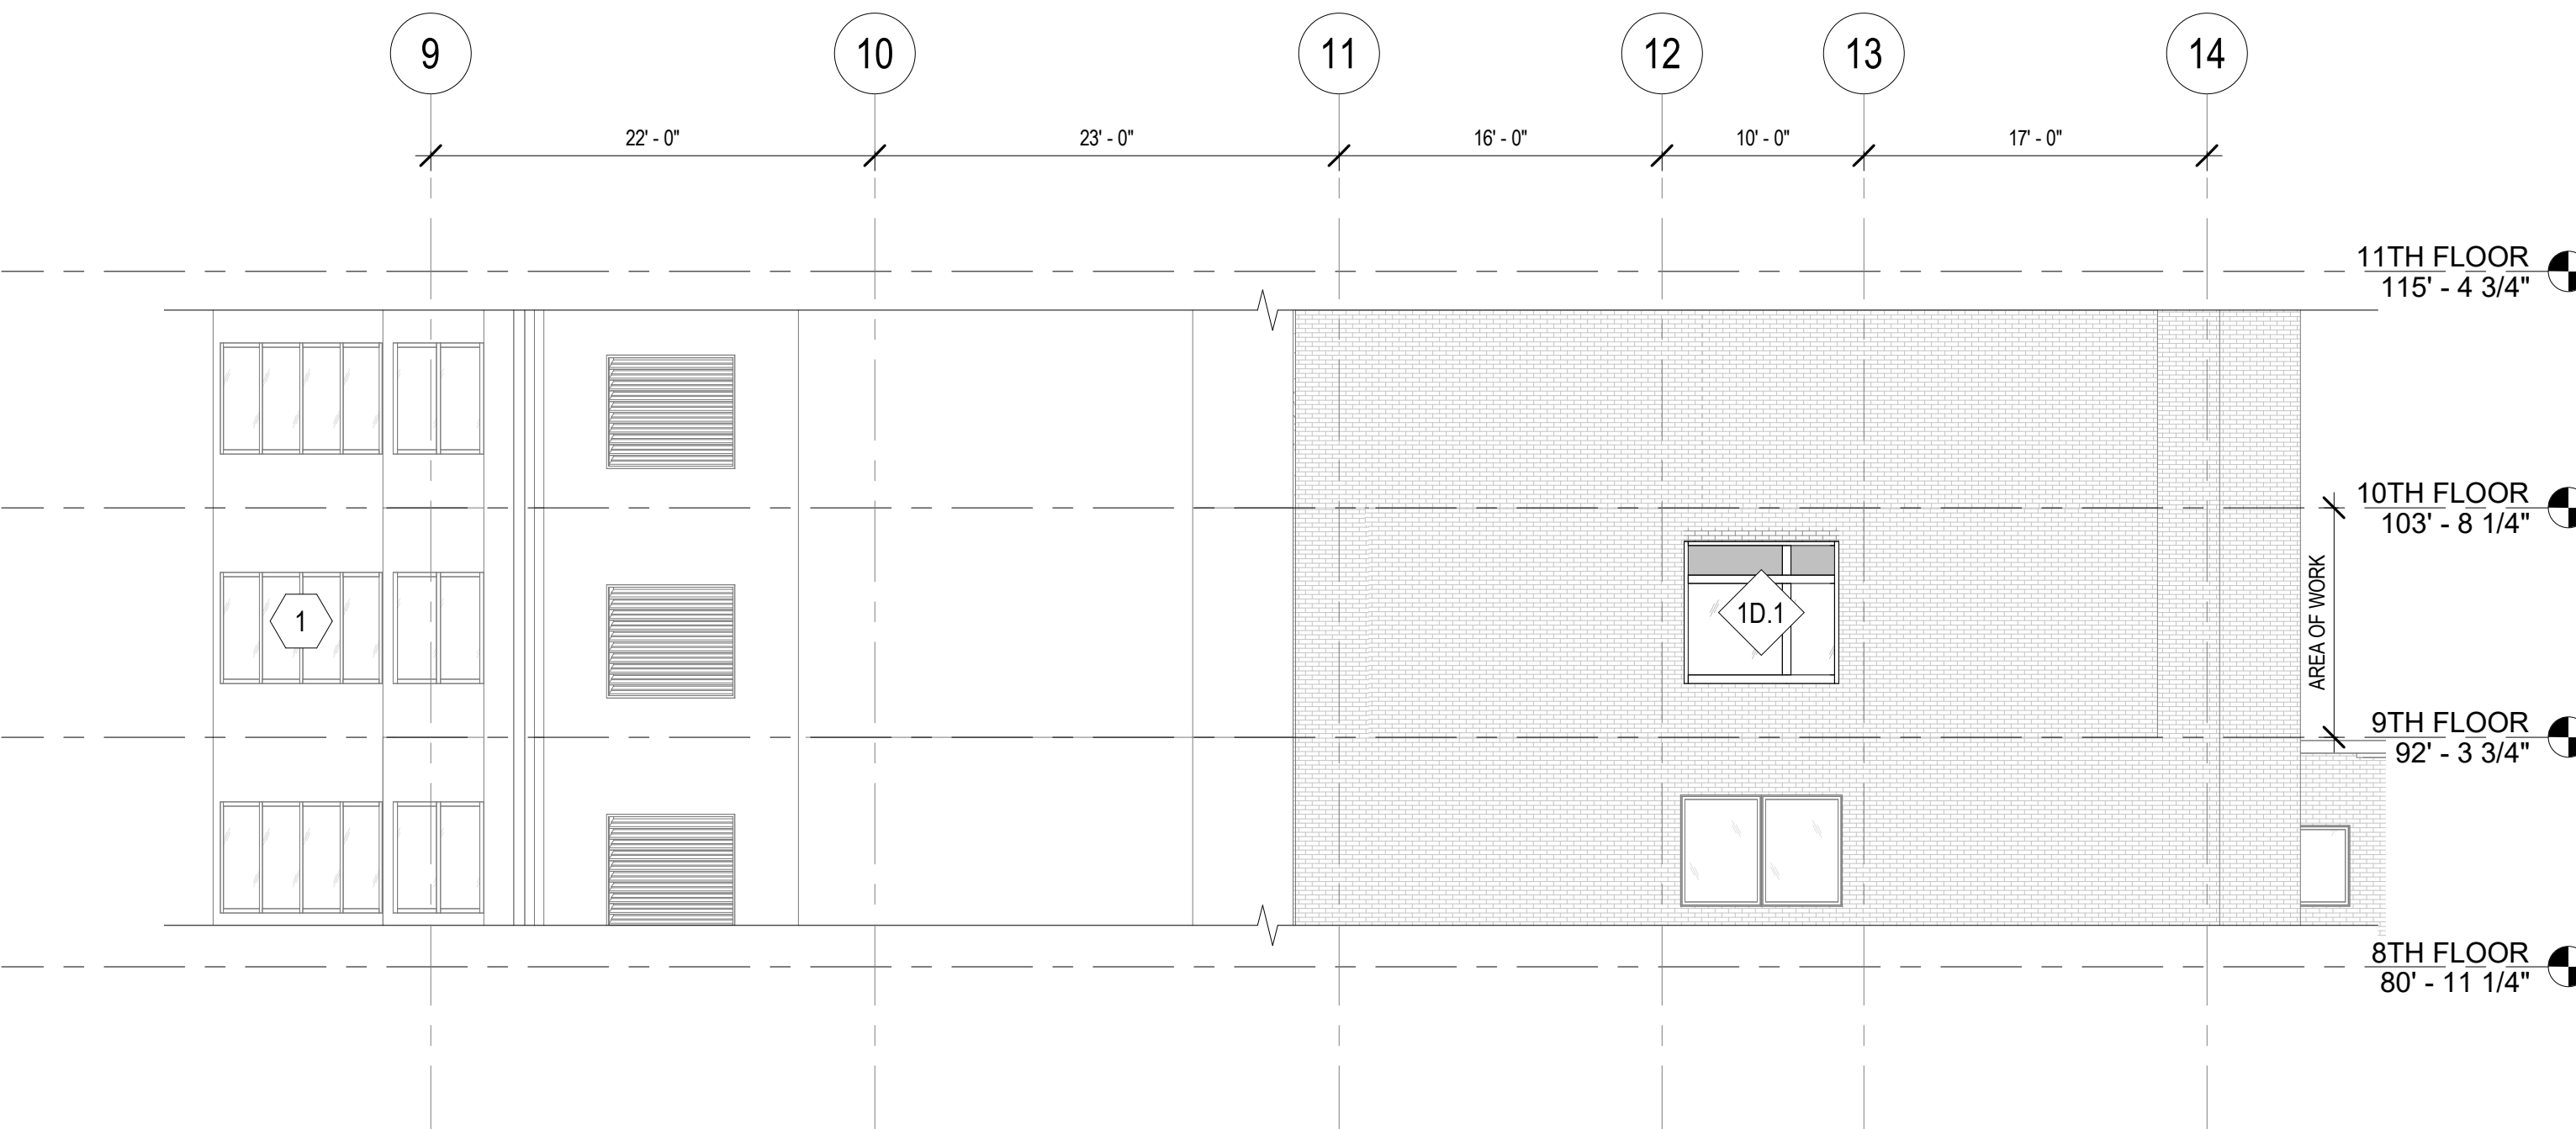 9
10
11
12
13
14
22' - 0"
23' - 0"
16' - 0"
10' - 0"
17' - 0"
11TH FLOOR
115' - 4 3/4"
10TH FLOOR
103' - 8 1/4"
AREA OF WORK
1
1D.1
9TH FLOOR
92' - 3 3/4"
8TH FLOOR
80' - 11 1/4"